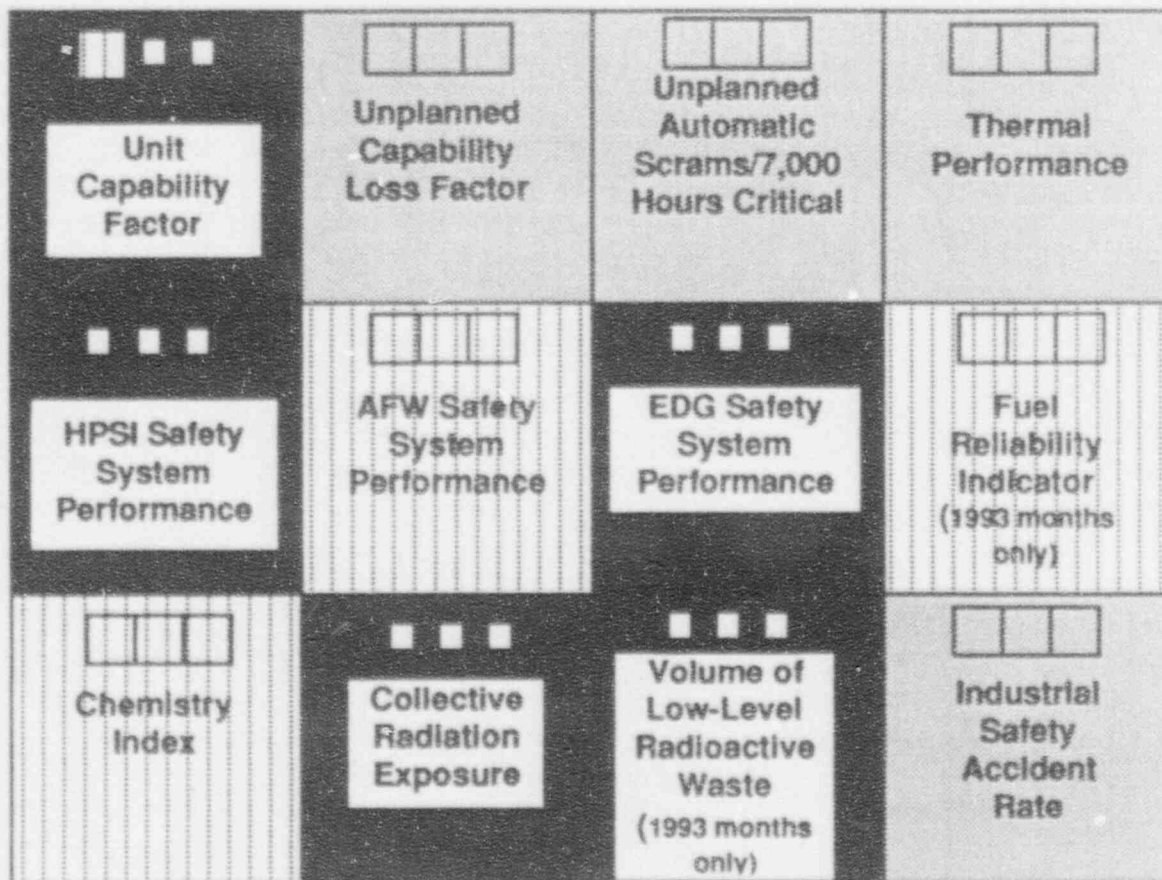 Unit
Capability
Factor
Unplanned
Capability
Loss Factor
Unplanned
Automatic
Scrams/7,000
Hours Critical
Thermal
Performance
HPSI Safety
System
Performance
AFW Safety
System
Performance
EDG Safety
System
Performance
Fuel
Reliability
Indicator
(1993 months
only)
Chemistry
Index
Collective
Radiation
Exposure
Volume of
Low-Level
Radioactive
Waste
(1993 months
only)
Industrial
Safety
Accident
Rate